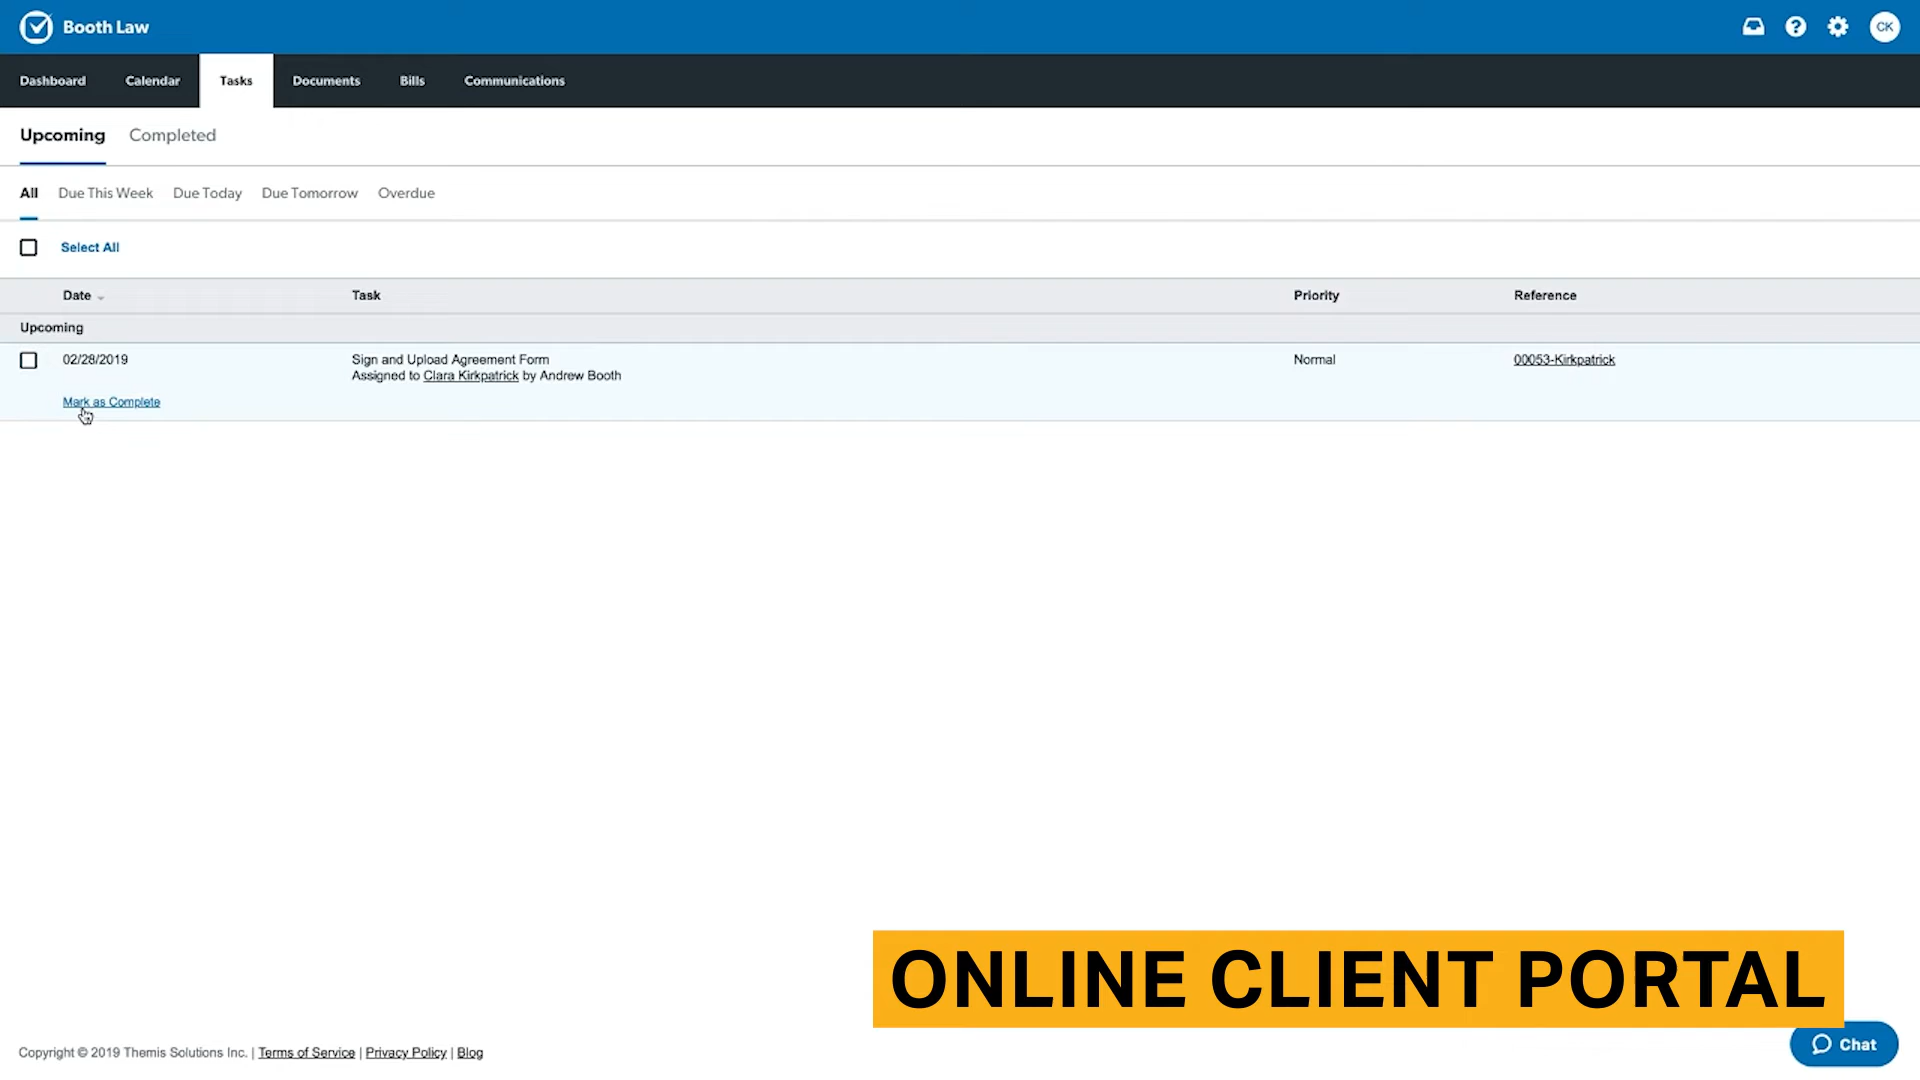 Booth Law
CK
Dashboard Calendar Tasks Documents Bills Communications
Upcoming Completed
All Due This Week Due Today Due Tomorrow Overdue
Select All
Date Task Priority Reference
Upcoming
02/28/2019 Sign and Upload Agreement Form Normal 00053-Kirkpatrick
Assigned to Clara Kirkpatrick by Andrew Booth
Mark as Complete
ONLINE CLIENT PORTAL
Copyright © 2019 Themis Solutions Inc. | Terms of Service | Privacy Policy | Blog
Chat